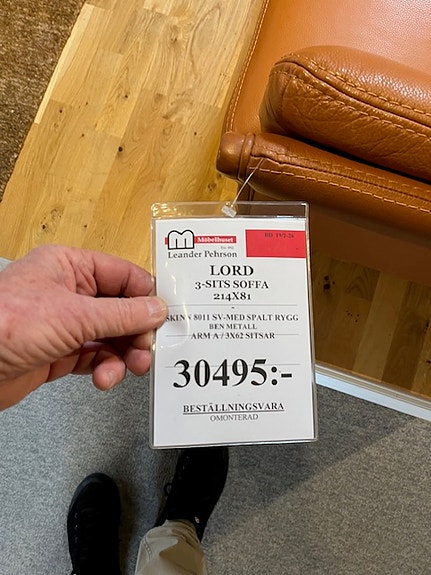 m Möbelhuset
Leander Pehrson
LORD
3-SITS SOFFA
214X81
-
SKINN 8011 SV-MED SPALT RYGG
BEN METALL
ARM A / 3X62 SITSAR
30495:-
BESTÄLLNINGSVARA
OMONTERAD